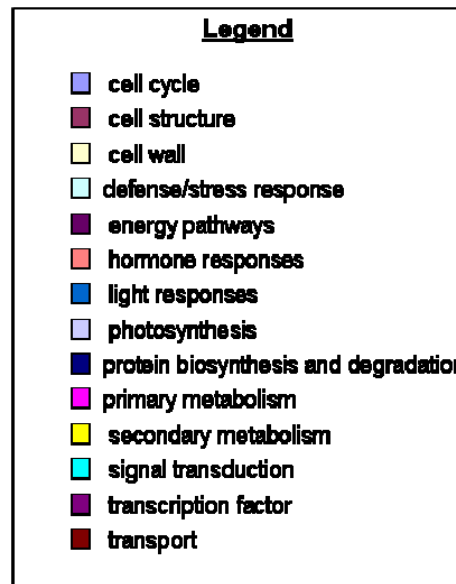 Legend
cell cycle
cell structure
cell wall
defense/stress response
energy pathways
hormone responses
light responses
photosynthesis
protein biosynthesis and degradation
primary metabolism
secondary metabolism
signal transduction
transcription factor
transport